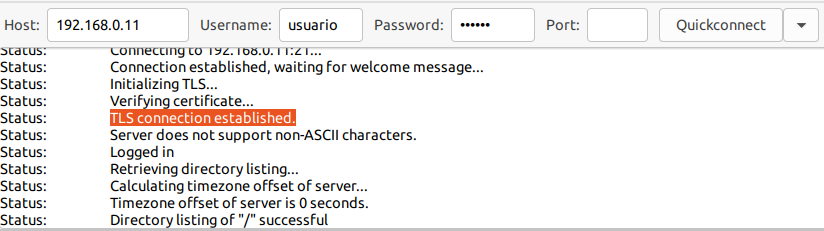 Host: 192.168.0.11 Username: usuario Password: •••••• Port: Quickconnect
Status: Connecting to 192.168.0.11:21...
Status: Connection established, waiting for welcome message...
Status: Initializing TLS...
Status: Verifying certificate...
Status: TLS connection established.
Status: Server does not support non-ASCII characters.
Status: Logged in
Status: Retrieving directory listing...
Status: Calculating timezone offset of server...
Status: Timezone offset of server is 0 seconds.
Status: Directory listing of "/" successful